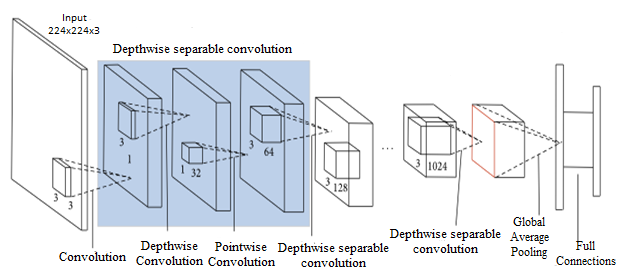 Input
224x224x3
Depthwise separable convolution
3
3
3
1
1
32
3
64
3
128
...
3
1024
Convolution
Depthwise
Convolution
Pointwise
Convolution
Depthwise separable
convolution
Depthwise separable
convolution
Global
Average
Pooling
Full
Connections